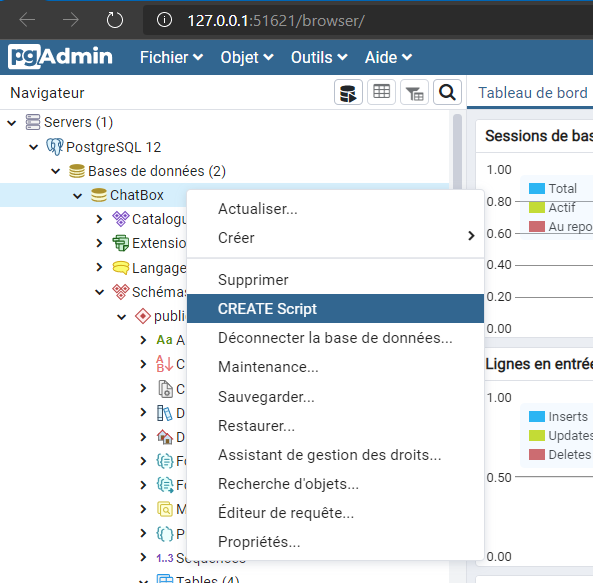 127.0.0.1:51621/browser/
pgAdmin Fichier Objet Outils Aide
Navigateur
Tableau de bord
Servers (1)
PostgreSQL 12
Bases de données (2)
ChatBox
Catalogu
Extensio
Langage
Schémas
publi
Aa A
C
C
D
D
Fo
Fo
M
P
1..3 Séquences
Tables (4)
Actualiser...
Créer
Supprimer
CREATE Script
Déconnecter la base de données...
Maintenance...
Sauvegarder...
Restaurer...
Assistant de gestion des droits...
Recherche d'objets...
Éditeur de requête...
Propriétés...
Sessions de bas
1.00
Total
0.80
Actif
0.60
Au repo
0.40
0.20
0.00
Lignes en entrée
1.00
Inserts
Updates
Deletes
0.50
0.00